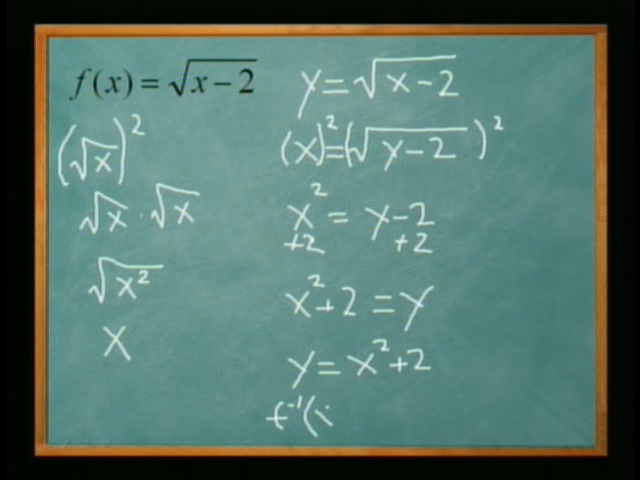 f(x) = √(x − 2)
(√x)²
√x · √x
√(x²)
x
y = √(x − 2)
(x)² = (√(y − 2))²
x² = y − 2
+2 +2
x² + 2 = y
y = x² + 2
f⁻¹(